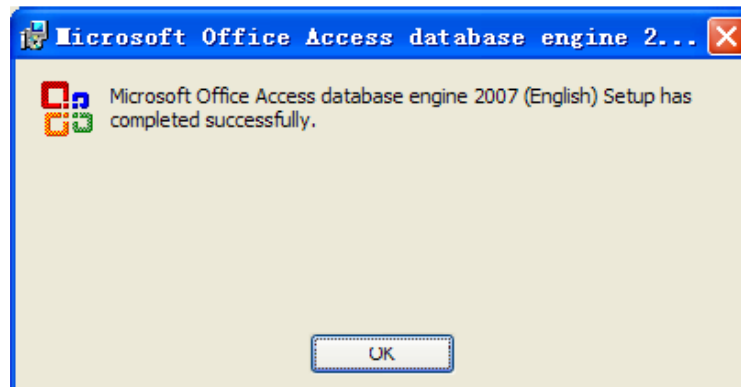 Microsoft Office Access database engine 2...
Microsoft Office Access database engine 2007 (English) Setup has
completed successfully.
OK